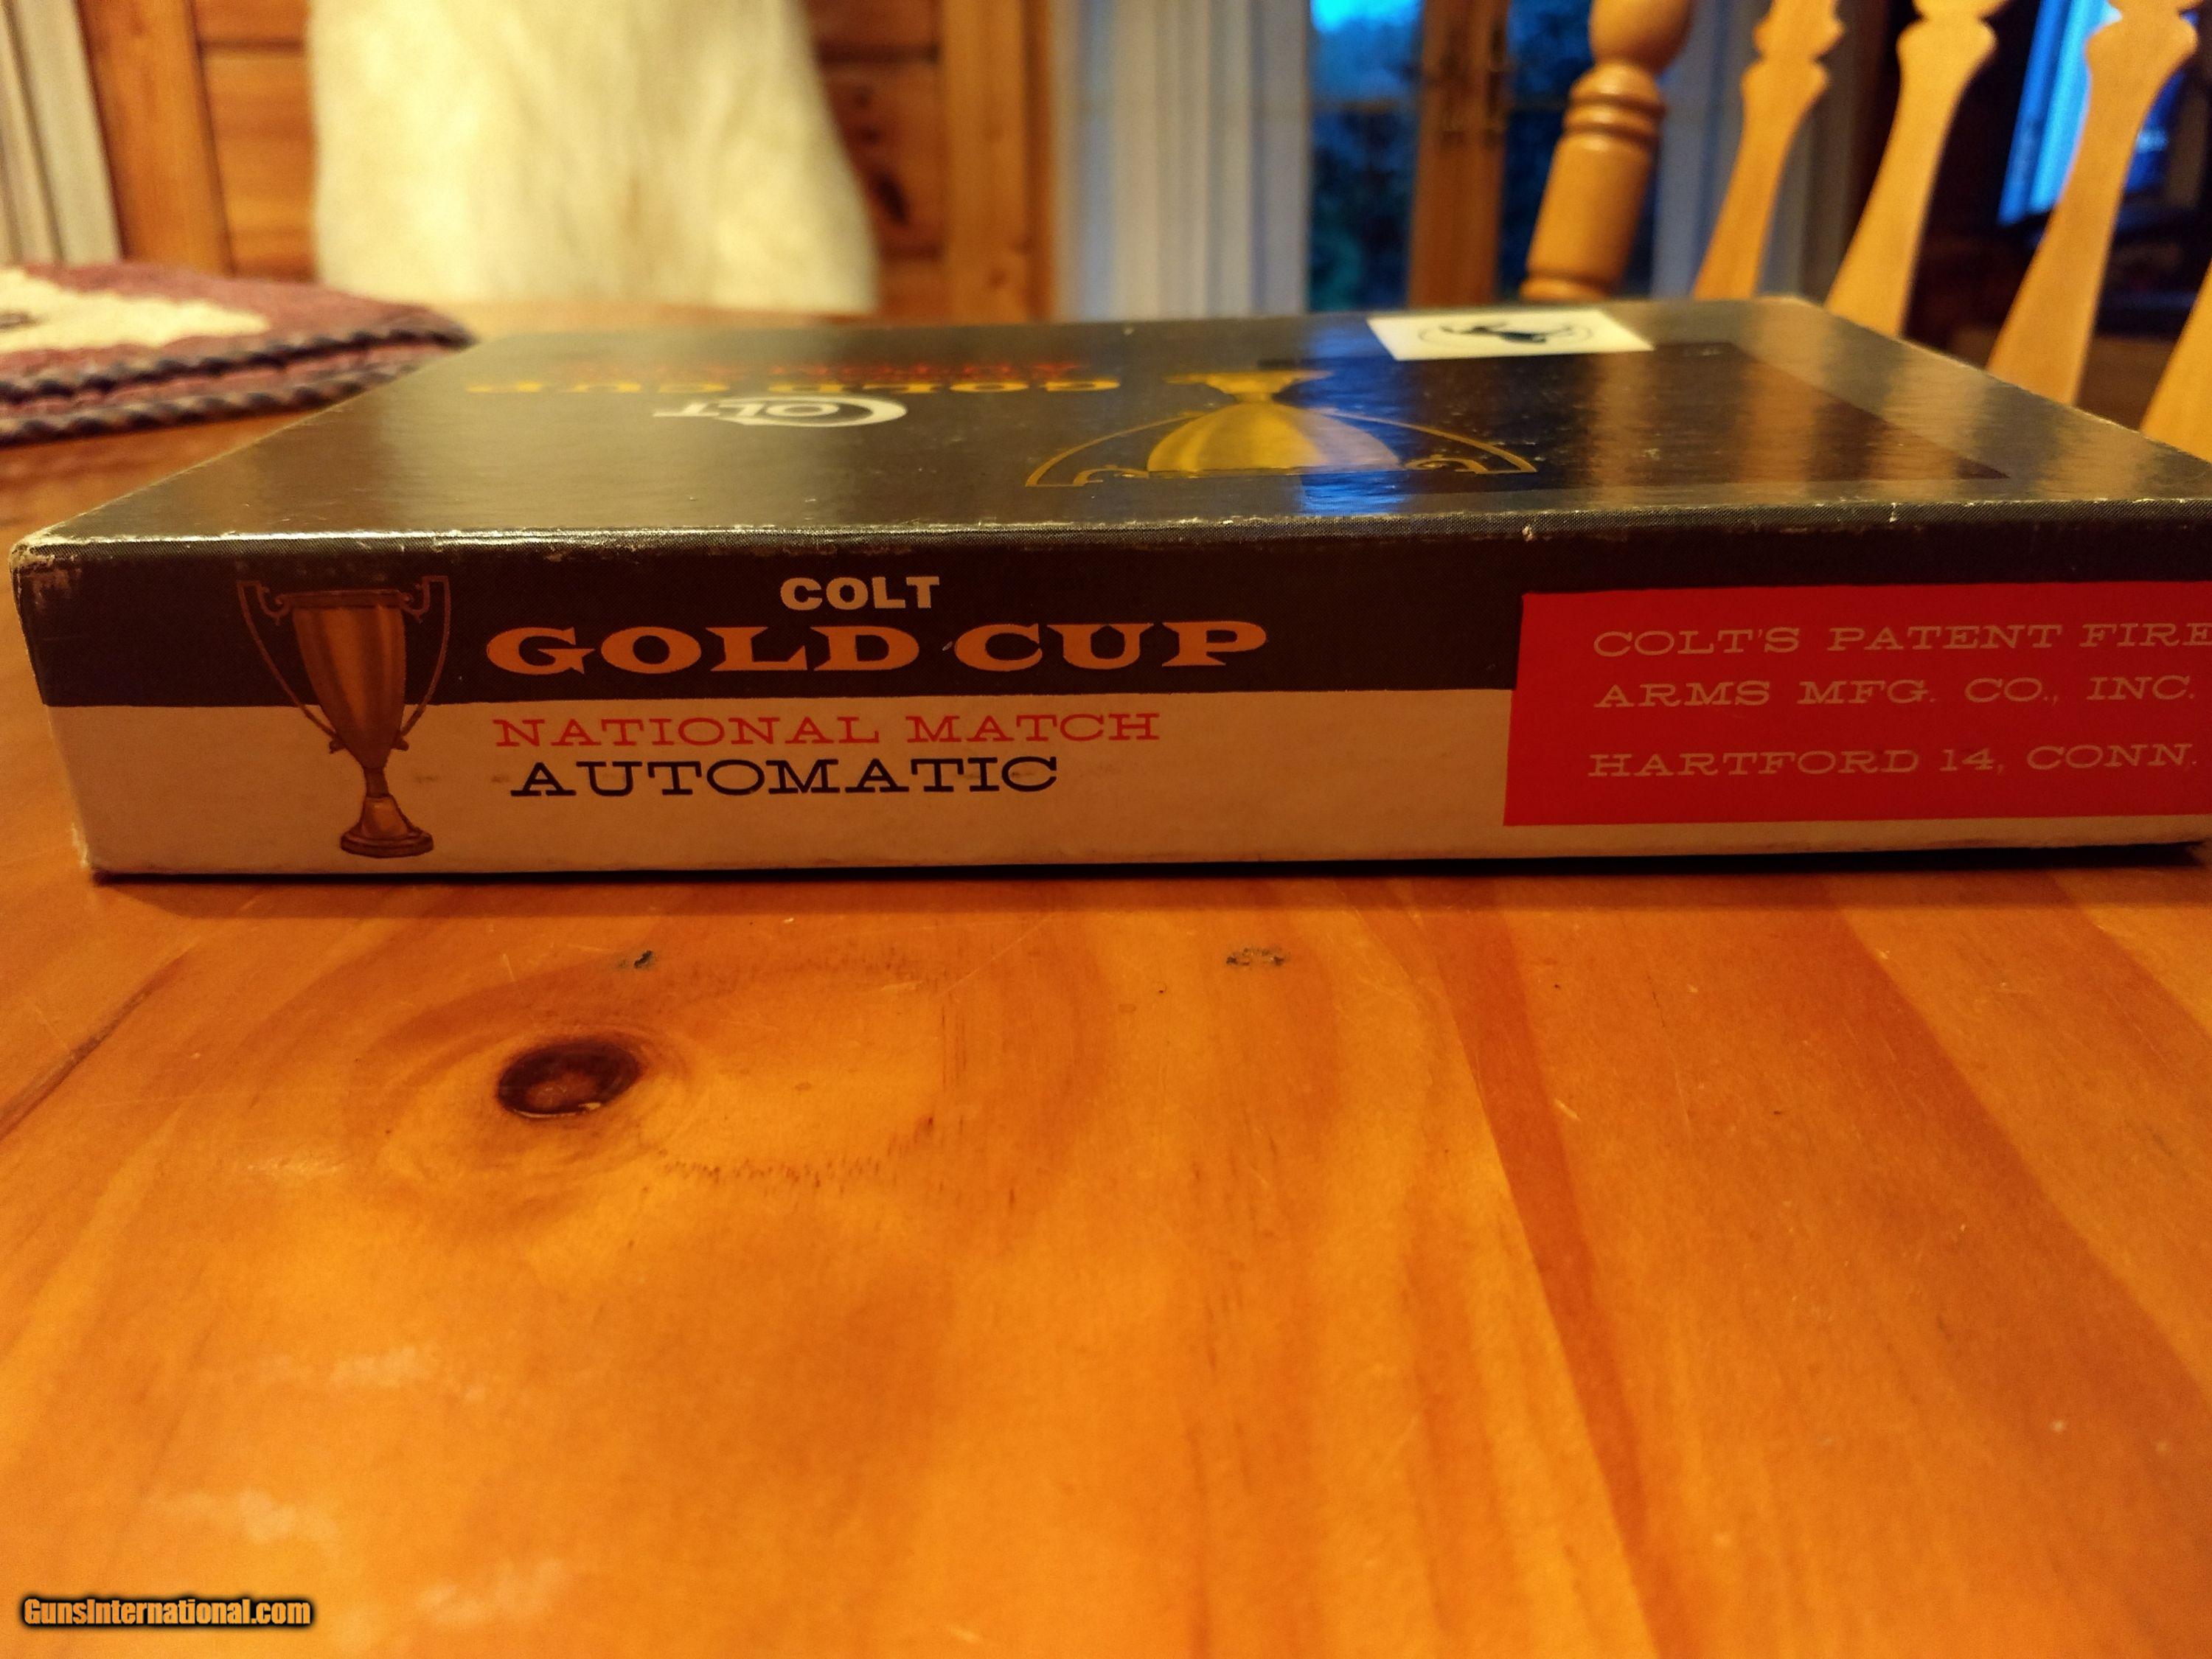 GOLD CUP
COLT
COLT
GOLD CUP
NATIONAL MATCH
AUTOMATIC
COLT'S PATENT FIRE
ARMS MFG. CO., INC.
HARTFORD 14, CONN.
GunsInternational.com